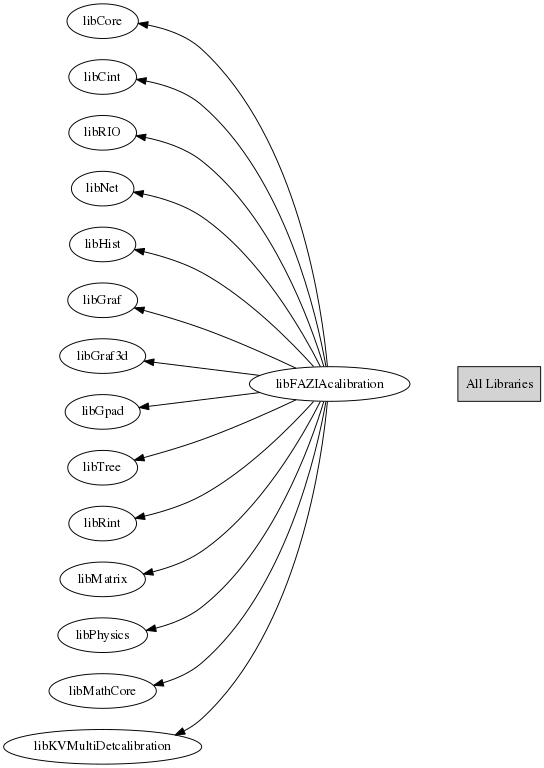 libCore
libCint
libRIO
libNet
libHist
libGraf
libGraf3d
libFAZIAcalibration
All Libraries
libGpad
libTree
libRint
libMatrix
libPhysics
libMathCore
libKVMultiDetcalibration